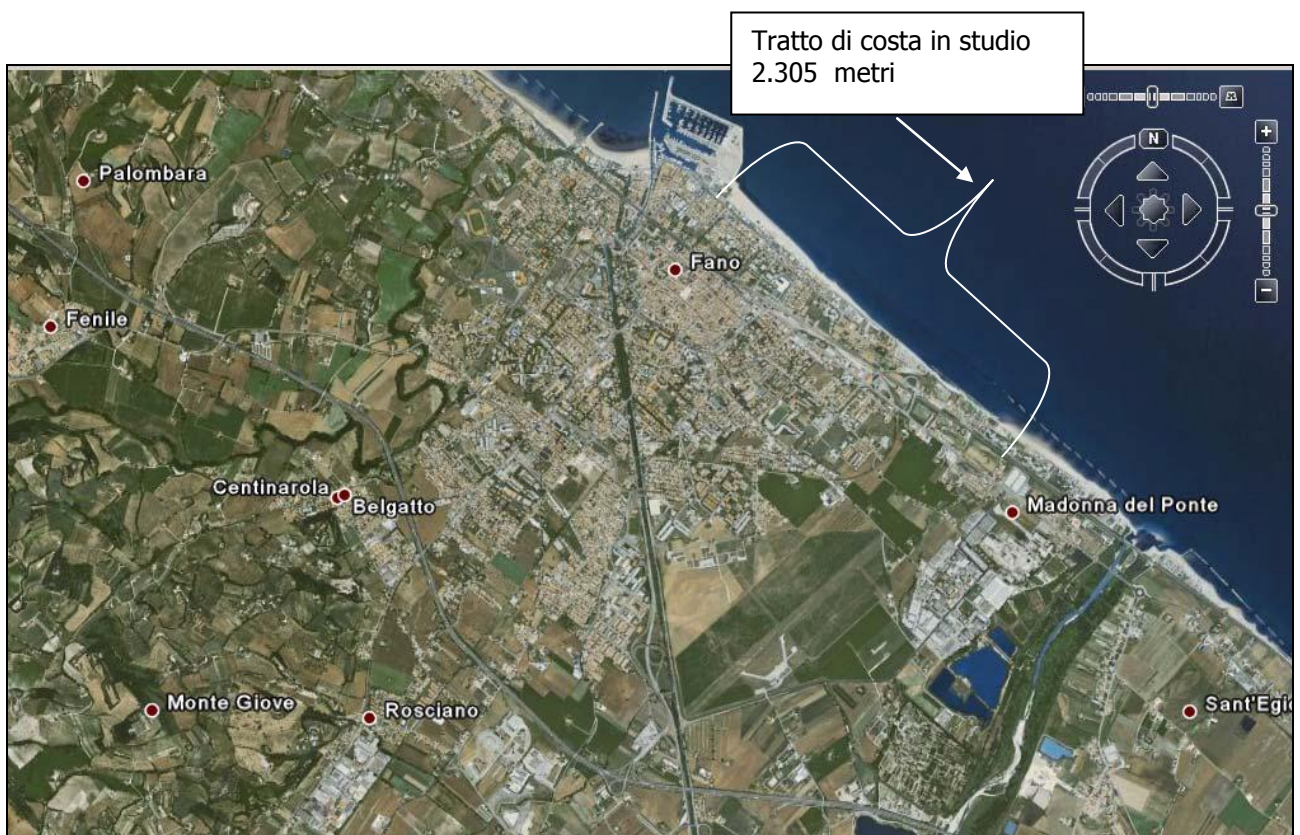 Tratto di costa in studio
2.305 metri
N
+
Palombara
Fano
Fenile
−
Centinarola
Belgatto
Madonna del Ponte
Monte Giove
Rosciano
Sant'Egi